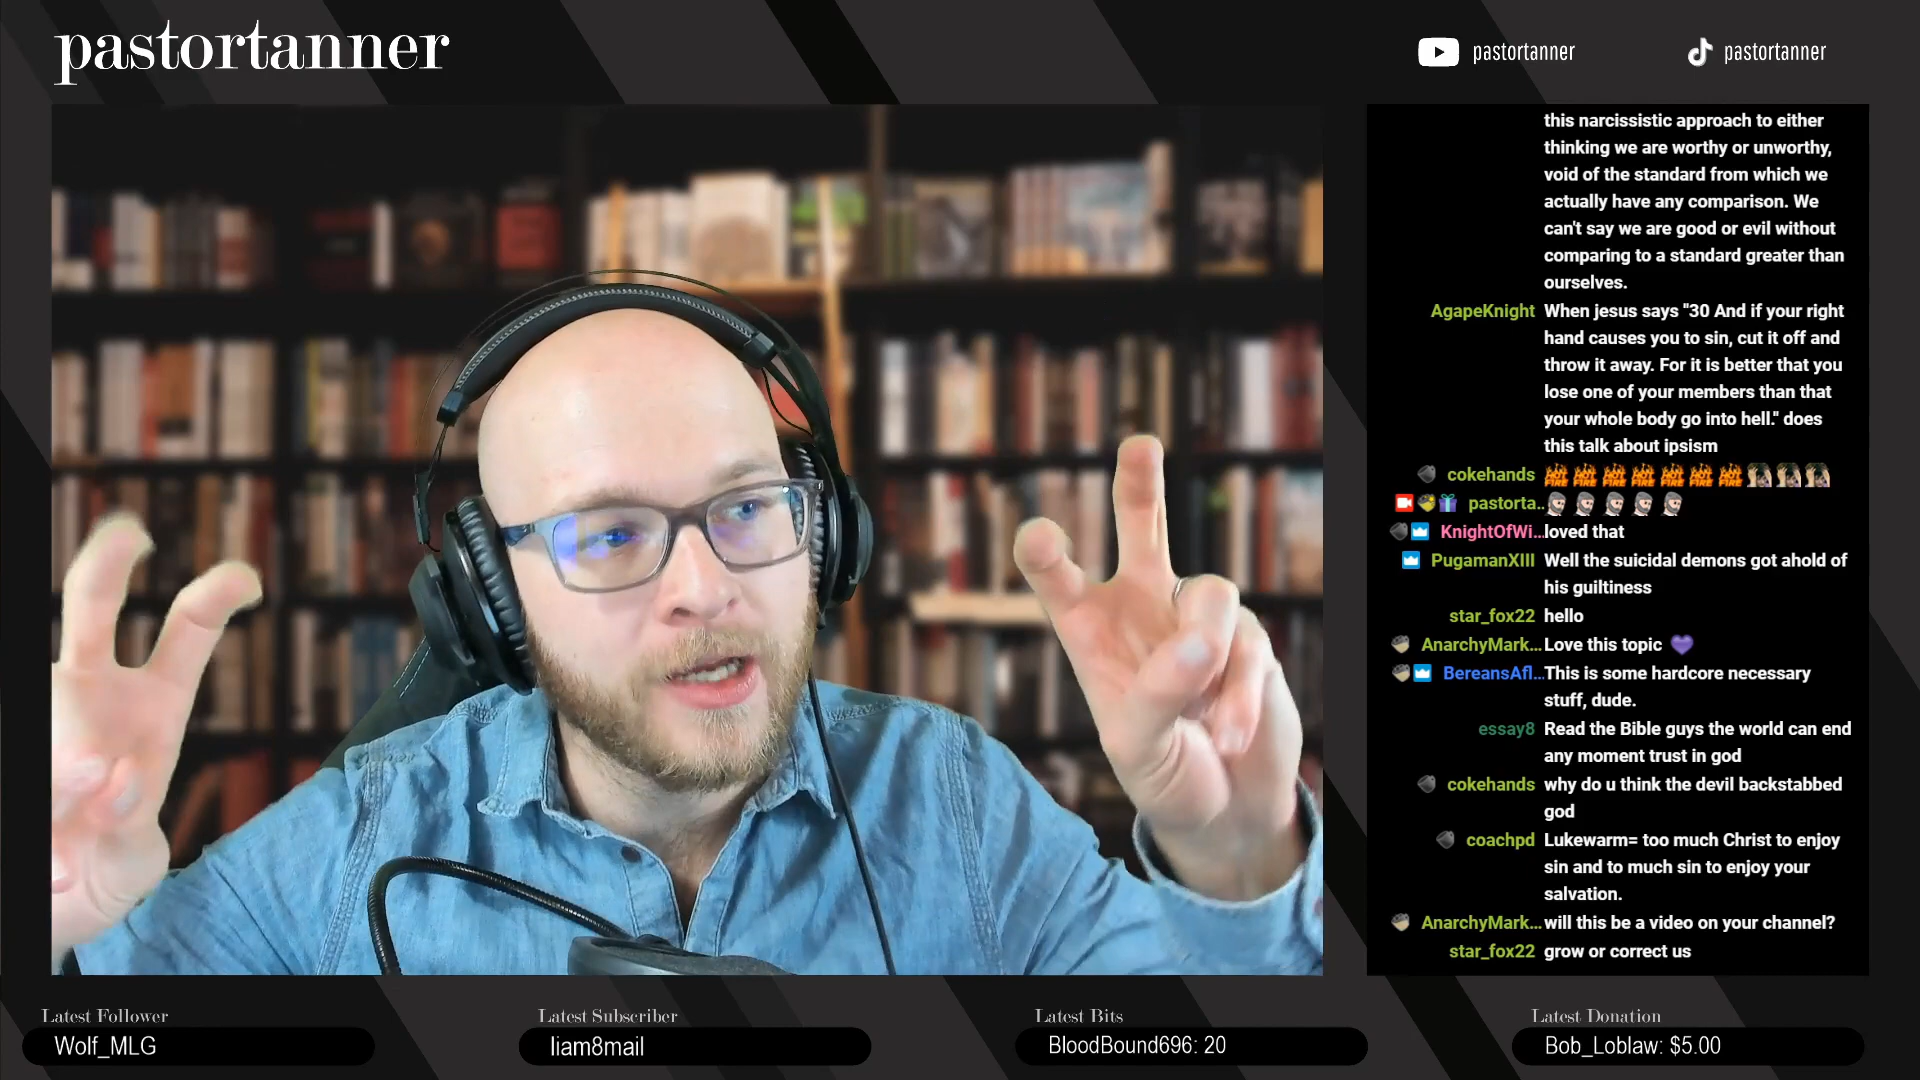 pastortanner
pastortanner
pastortanner
this narcissistic approach to either
thinking we are worthy or unworthy,
void of the standard from which we
actually have any comparison. We
can't say we are good or evil without
comparing to a standard greater than
ourselves.
AgapeKnight When jesus says "30 And if your right
hand causes you to sin, cut it off and
throw it away. For it is better that you
lose one of your members than that
your whole body go into hell." does
this talk about ipsism
cokehands
pastorta...
KnightOfWi... loved that
PugamanXIII Well the suicidal demons got ahold of
his guiltiness
star_fox22 hello
AnarchyMark... Love this topic 💜
BereansAfl... This is some hardcore necessary
stuff, dude.
essay8 Read the Bible guys the world can end
any moment trust in god
cokehands why do u think the devil backstabbed
god
coachpd Lukewarm= too much Christ to enjoy
sin and to much sin to enjoy your
salvation.
AnarchyMark... will this be a video on your channel?
star_fox22 grow or correct us
Latest Follower
Wolf_MLG
Latest Subscriber
liam8mail
Latest Bits
BloodBound696: 20
Latest Donation
Bob_Loblaw: $5.00